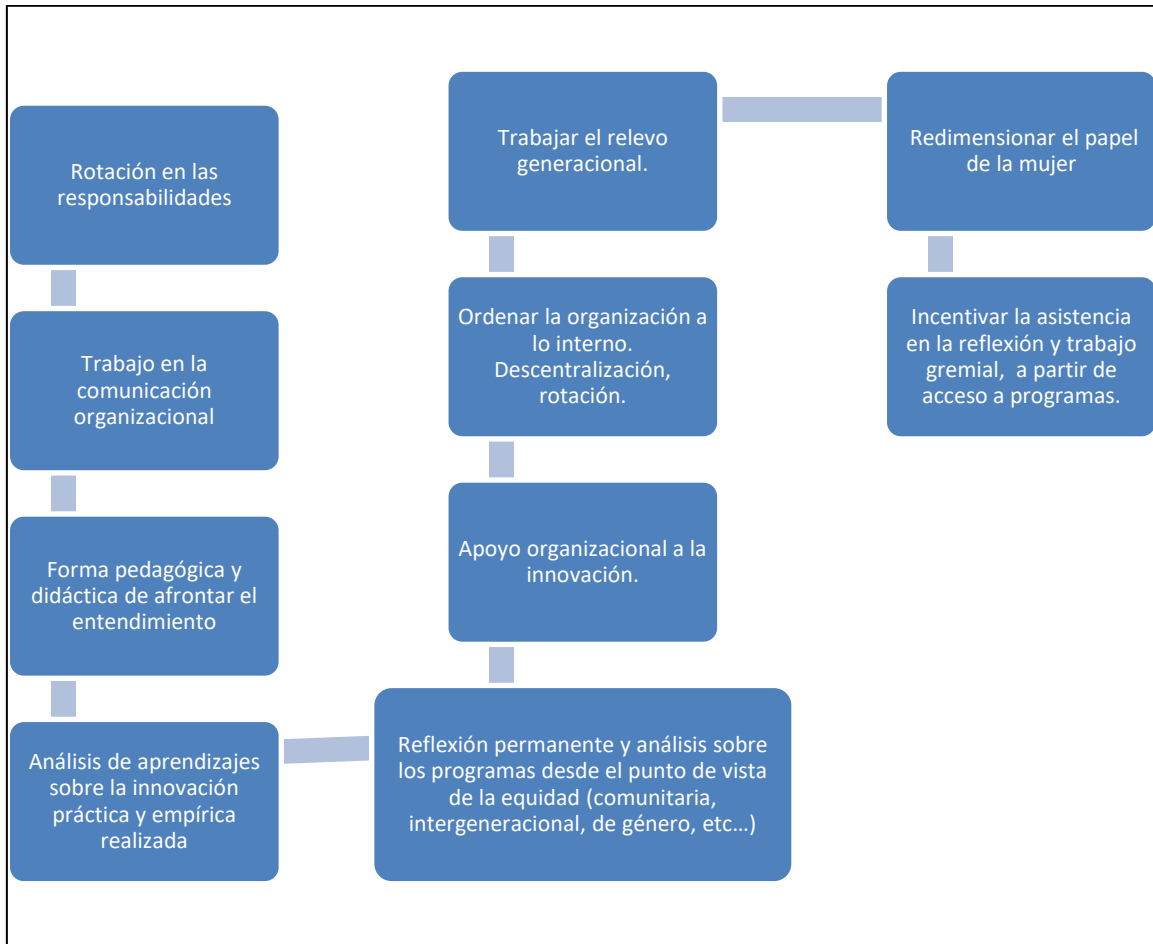 Rotación en las
responsabilidades
Trabajo en la
comunicación
organizacional
Forma pedagógica y
didáctica de afrontar el
entendimiento
Análisis de aprendizajes
sobre la innovación
práctica y empírica
realizada
Reflexión permanente y análisis sobre
los programas desde el punto de vista
de la equidad (comunitaria,
intergeneracional, de género, etc…)
Apoyo organizacional a la
innovación.
Ordenar la organización a
lo interno.
Descentralización,
rotación.
Trabajar el relevo
generacional.
Redimensionar el papel
de la mujer
Incentivar la asistencia
en la reflexión y trabajo
gremial, a partir de
acceso a programas.